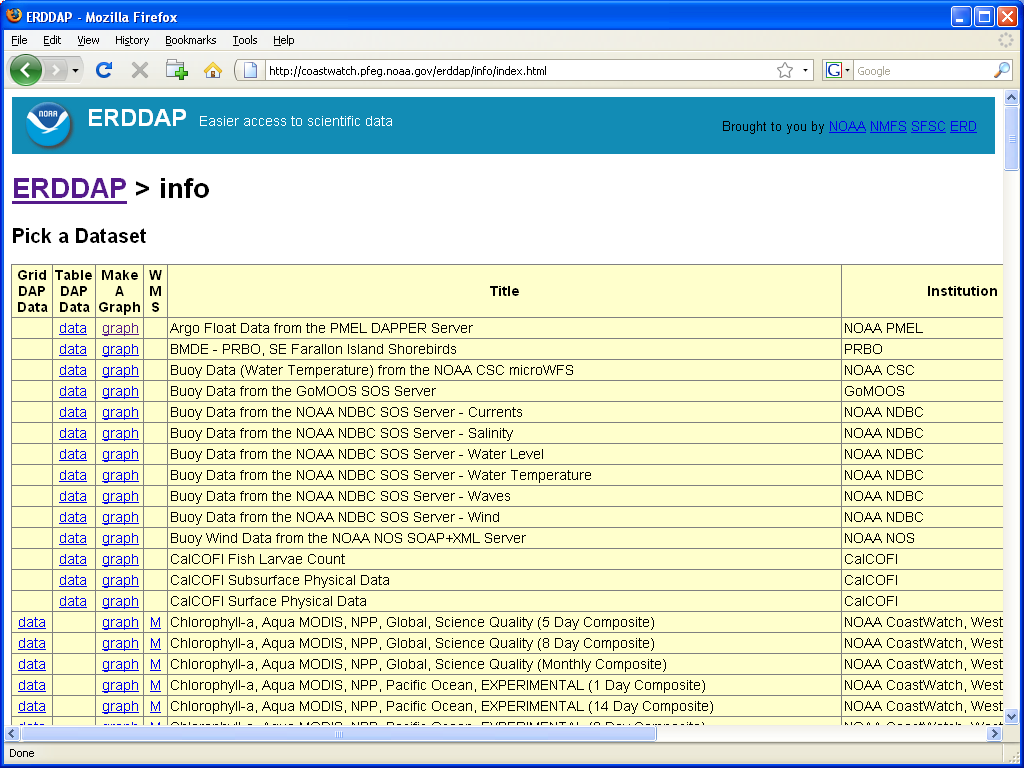 ERDDAP - Mozilla Firefox
File Edit View History Bookmarks Tools Help
http://coastwatch.pfeg.noaa.gov/erddap/info/index.html
G Google
NOAA
ERDDAP Easier access to scientific data
Brought to you by NOAA NMFS SFSC ERD
ERDDAP > info
Pick a Dataset
Grid DAP Data Table DAP Data Make A Graph W M S Title Institution
data graph Argo Float Data from the PMEL DAPPER Server NOAA PMEL
data graph BMDE - PRBO, SE Farallon Island Shorebirds PRBO
data graph Buoy Data (Water Temperature) from the NOAA CSC microWFS NOAA CSC
data graph Buoy Data from the GoMOOS SOS Server GoMOOS
data graph Buoy Data from the NOAA NDBC SOS Server - Currents NOAA NDBC
data graph Buoy Data from the NOAA NDBC SOS Server - Salinity NOAA NDBC
data graph Buoy Data from the NOAA NDBC SOS Server - Water Level NOAA NDBC
data graph Buoy Data from the NOAA NDBC SOS Server - Water Temperature NOAA NDBC
data graph Buoy Data from the NOAA NDBC SOS Server - Waves NOAA NDBC
data graph Buoy Data from the NOAA NDBC SOS Server - Wind NOAA NDBC
data graph Buoy Wind Data from the NOAA NOS SOAP+XML Server NOAA NOS
data graph CalCOFI Fish Larvae Count CalCOFI
data graph CalCOFI Subsurface Physical Data CalCOFI
data graph CalCOFI Surface Physical Data CalCOFI
data graph M Chlorophyll-a, Aqua MODIS, NPP, Global, Science Quality (5 Day Composite) NOAA CoastWatch, West
data graph M Chlorophyll-a, Aqua MODIS, NPP, Global, Science Quality (8 Day Composite) NOAA CoastWatch, West
data graph M Chlorophyll-a, Aqua MODIS, NPP, Global, Science Quality (Monthly Composite) NOAA CoastWatch, West
data graph M Chlorophyll-a, Aqua MODIS, NPP, Pacific Ocean, EXPERIMENTAL (1 Day Composite) NOAA CoastWatch, West
data graph M Chlorophyll-a, Aqua MODIS, NPP, Pacific Ocean, EXPERIMENTAL (14 Day Composite) NOAA CoastWatch, West
Done